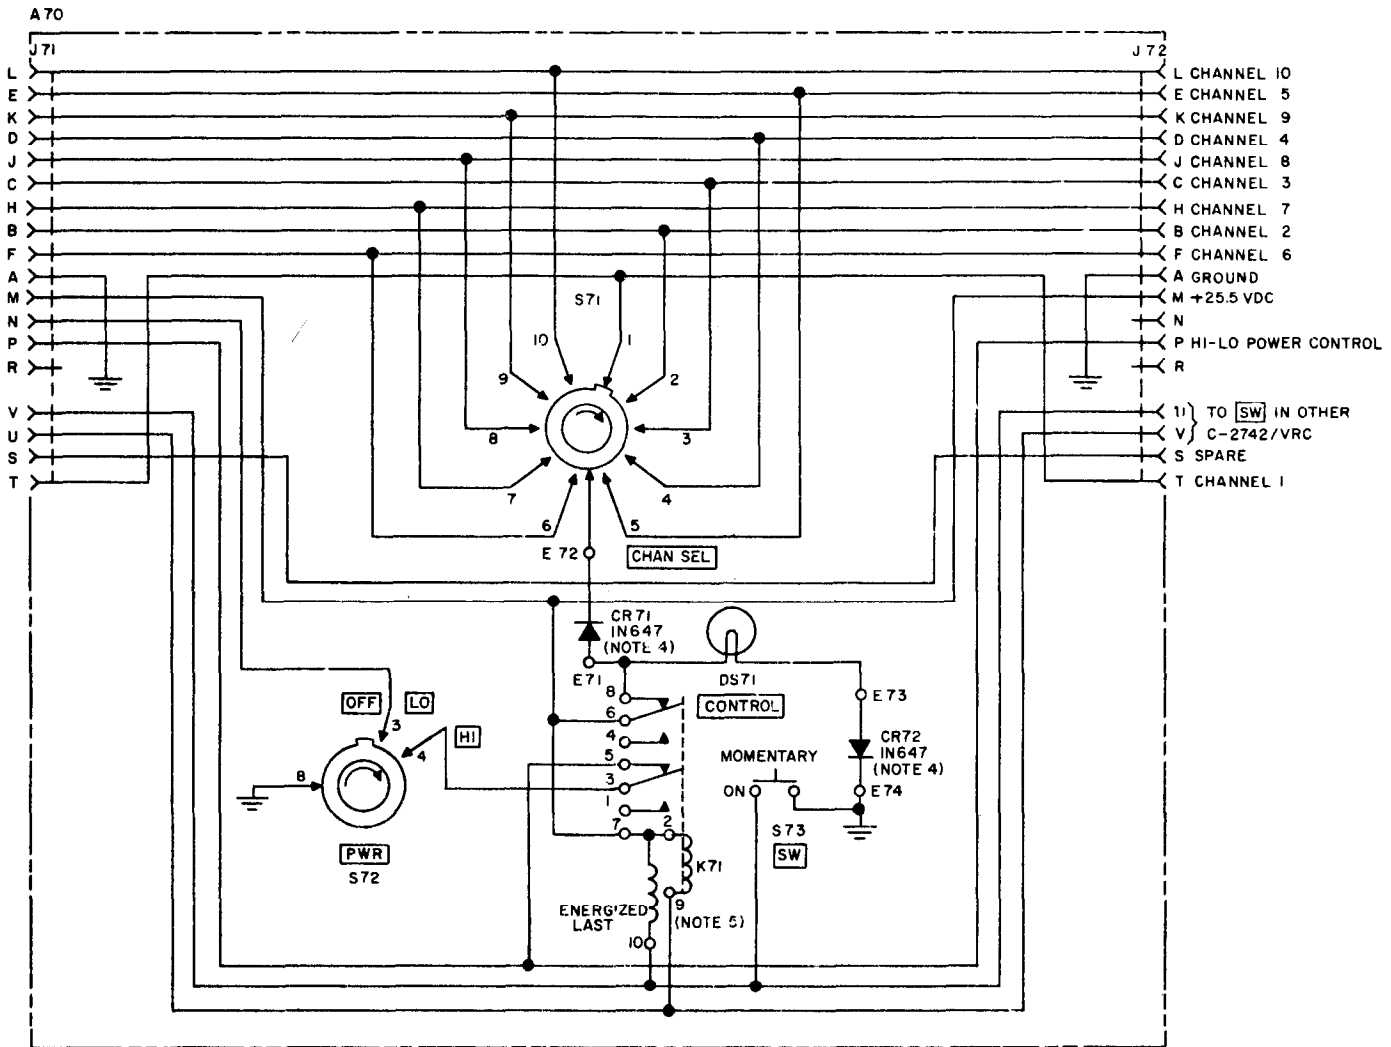 A70
J71
J72
L
L CHANNEL 10
E
E CHANNEL 5
K
K CHANNEL 9
D
D CHANNEL 4
J
J CHANNEL 8
C
C CHANNEL 3
H
H CHANNEL 7
B
B CHANNEL 2
F
F CHANNEL 6
A
A GROUND
M
M +25.5 VDC
N
N
P
P HI-LO POWER CONTROL
R
R
V
TO SW IN OTHER
U
V C-2742/VRC
S
S SPARE
T
T CHANNEL 1
S71
10
1
9
2
8
3
7
4
6
5
E 72
CHAN SEL
CR71
IN647
(NOTE 4)
E71
DS71
CONTROL
E73
CR72
IN647
(NOTE 4)
E74
OFF
LO
3
HI
4
8
PWR
S72
8
6
4
5
3
1
7
2
K71
9
(NOTE 5)
ENERGIZED
LAST
10
MOMENTARY
ON
S73
SW